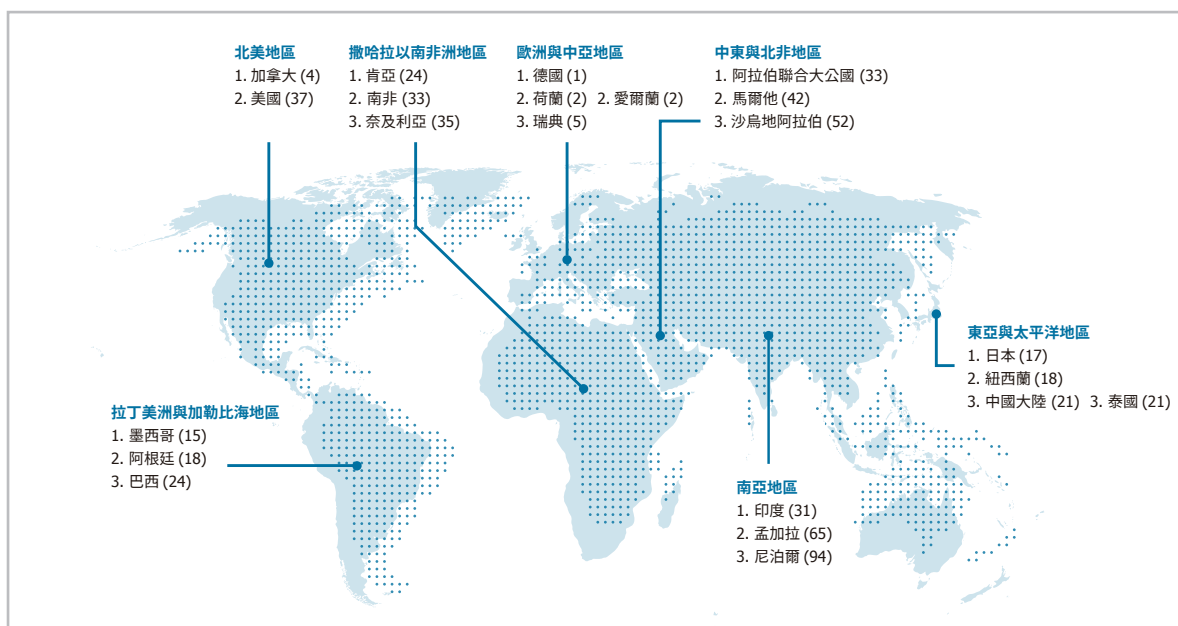 北美地區
1. 加拿大 (4)
2. 美國 (37)
撒哈拉以南非洲地區
1. 肯亞 (24)
2. 南非 (33)
3. 奈及利亞 (35)
歐洲與中亞地區
1. 德國 (1)
2. 荷蘭 (2) 2. 愛爾蘭 (2)
3. 瑞典 (5)
中東與北非地區
1. 阿拉伯聯合大公國 (33)
2. 馬爾他 (42)
3. 沙烏地阿拉伯 (52)
東亞與太平洋地區
1. 日本 (17)
2. 紐西蘭 (18)
3. 中國大陸 (21) 3. 泰國 (21)
拉丁美洲與加勒比海地區
1. 墨西哥 (15)
2. 阿根廷 (18)
3. 巴西 (24)
南亞地區
1. 印度 (31)
2. 孟加拉 (65)
3. 尼泊爾 (94)